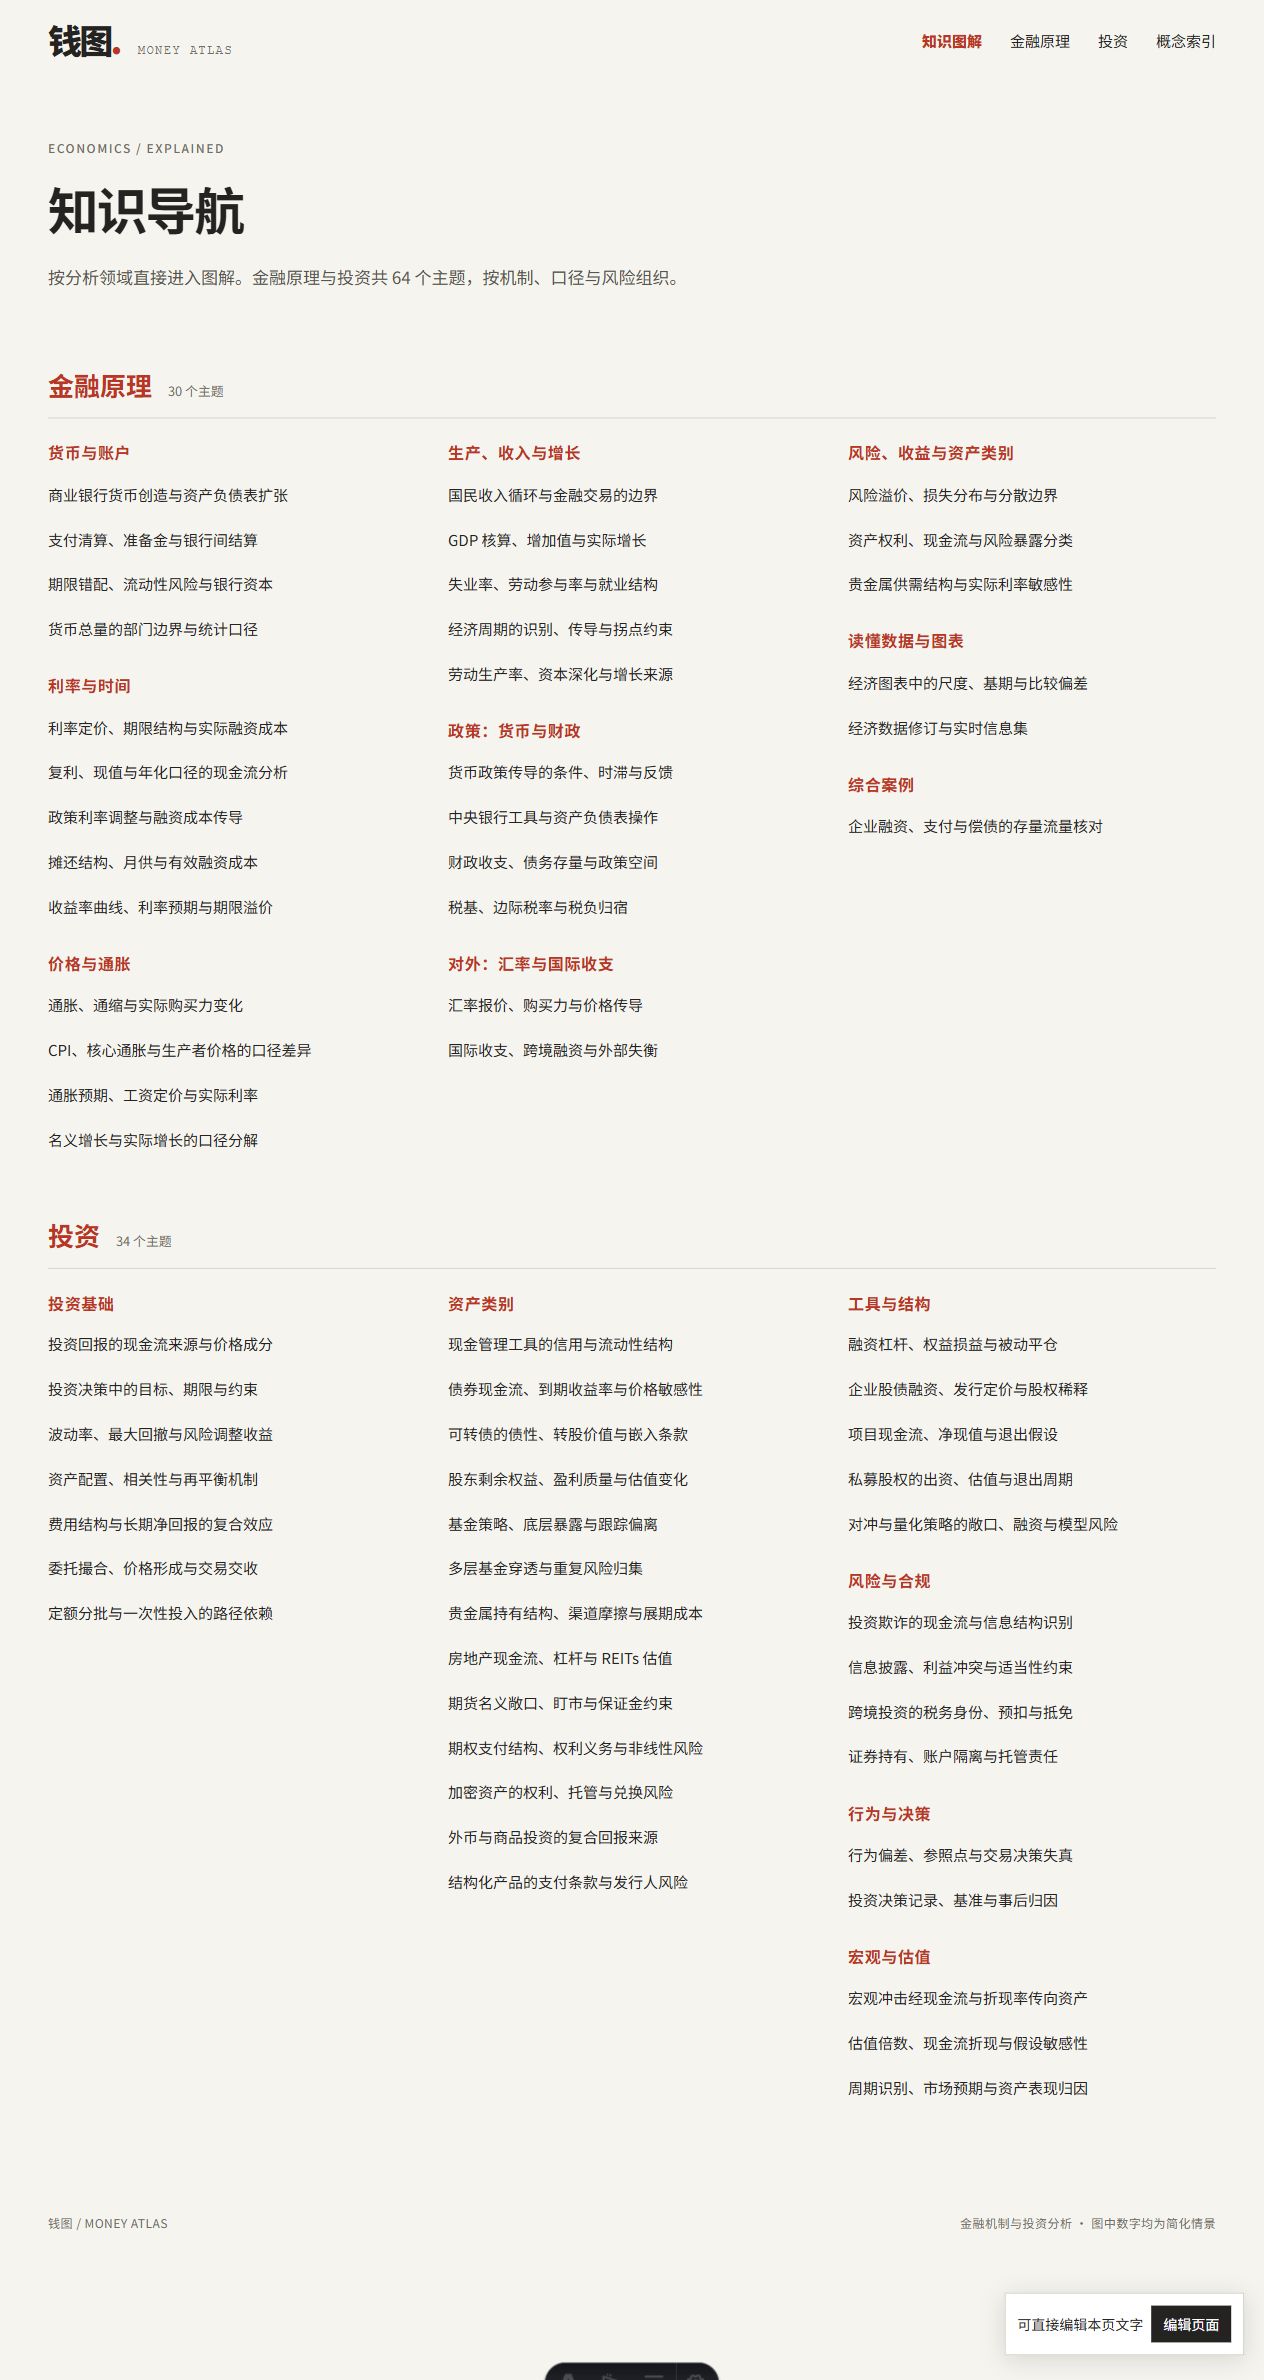 钱图.
MONEY ATLAS
知识图解
金融原理
投资
概念索引
ECONOMICS / EXPLAINED
知识导航
按分析领域直接进入图解。金融原理与投资共 64 个主题，按机制、口径与风险组织。
金融原理 30 个主题
货币与账户
商业银行货币创造与资产负债表扩张
支付清算、准备金与银行间结算
期限错配、流动性风险与银行资本
货币总量的部门边界与统计口径
利率与时间
利率定价、期限结构与实际融资成本
复利、现值与年化口径的现金流分析
政策利率调整与融资成本传导
摊还结构、月供与有效融资成本
收益率曲线、利率预期与期限溢价
价格与通胀
通胀、通缩与实际购买力变化
CPI、核心通胀与生产者价格的口径差异
通胀预期、工资定价与实际利率
名义增长与实际增长的口径分解
生产、收入与增长
国民收入循环与金融交易的边界
GDP 核算、增加值与实际增长
失业率、劳动参与率与就业结构
经济周期的识别、传导与拐点约束
劳动生产率、资本深化与增长来源
政策：货币与财政
货币政策传导的条件、时滞与反馈
中央银行工具与资产负债表操作
财政收支、债务存量与政策空间
税基、边际税率与税负归宿
对外：汇率与国际收支
汇率报价、购买力与价格传导
国际收支、跨境融资与外部失衡
风险、收益与资产类别
风险溢价、损失分布与分散边界
资产权利、现金流与风险暴露分类
贵金属供需结构与实际利率敏感性
读懂数据与图表
经济图表中的尺度、基期与比较偏差
经济数据修订与实时信息集
综合案例
企业融资、支付与偿债的存量流量核对
投资 34 个主题
投资基础
投资回报的现金流来源与价格成分
投资决策中的目标、期限与约束
波动率、最大回撤与风险调整收益
资产配置、相关性与再平衡机制
费用结构与长期净回报的复合效应
委托撮合、价格形成与交易交收
定额分批与一次性投入的路径依赖
资产类别
现金管理工具的信用与流动性结构
债券现金流、到期收益率与价格敏感性
可转债的债性、转股价值与嵌入条款
股东剩余权益、盈利质量与估值变化
基金策略、底层暴露与跟踪偏离
多层基金穿透与重复风险归集
贵金属持有结构、渠道摩擦与展期成本
房地产现金流、杠杆与 REITs 估值
期货名义敞口、盯市与保证金约束
期权支付结构、权利义务与非线性风险
加密资产的权利、托管与兑换风险
外币与商品投资的复合回报来源
结构化产品的支付条款与发行人风险
工具与结构
融资杠杆、权益损益与被动平仓
企业股债融资、发行定价与股权稀释
项目现金流、净现值与退出假设
私募股权的出资、估值与退出周期
对冲与量化策略的敞口、融资与模型风险
风险与合规
投资欺诈的现金流与信息结构识别
信息披露、利益冲突与适当性约束
跨境投资的税务身份、预扣与抵免
证券持有、账户隔离与托管责任
行为与决策
行为偏差、参照点与交易决策失真
投资决策记录、基准与事后归因
宏观与估值
宏观冲击经现金流与折现率传向资产
估值倍数、现金流折现与假设敏感性
周期识别、市场预期与资产表现归因
钱图 / MONEY ATLAS
金融机制与投资分析 · 图中数字均为简化情景
可直接编辑本页文字
编辑页面